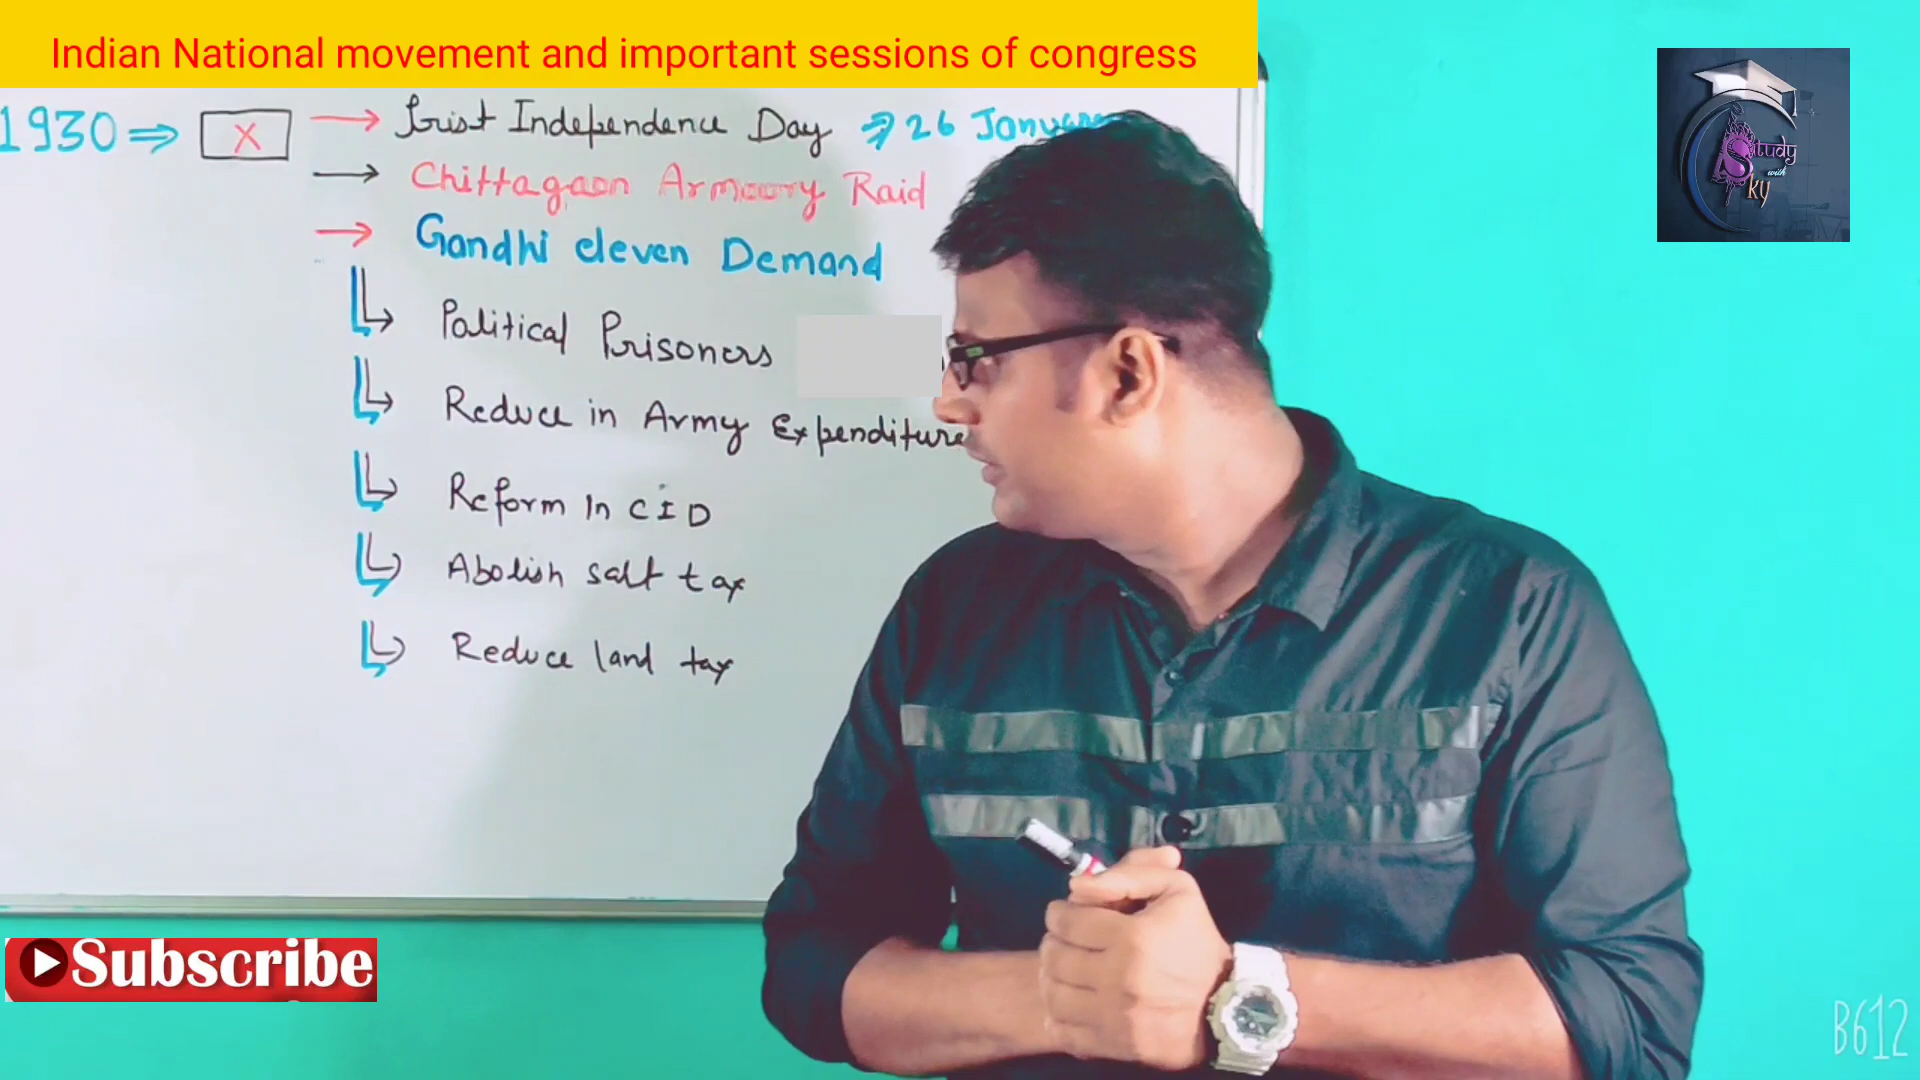 Indian National movement and important sessions of congress
1930 ⇒ X → Frist Independence Day ⇒ 26
→ Chittagaon Armoury Raid
→ Gandhi eleven Demand
Political Prisoners
Reduce in Army Expenditure
Reform in CID
Abolish salt tax
Reduce land tax
Study
with
Sky
Subscribe
B612